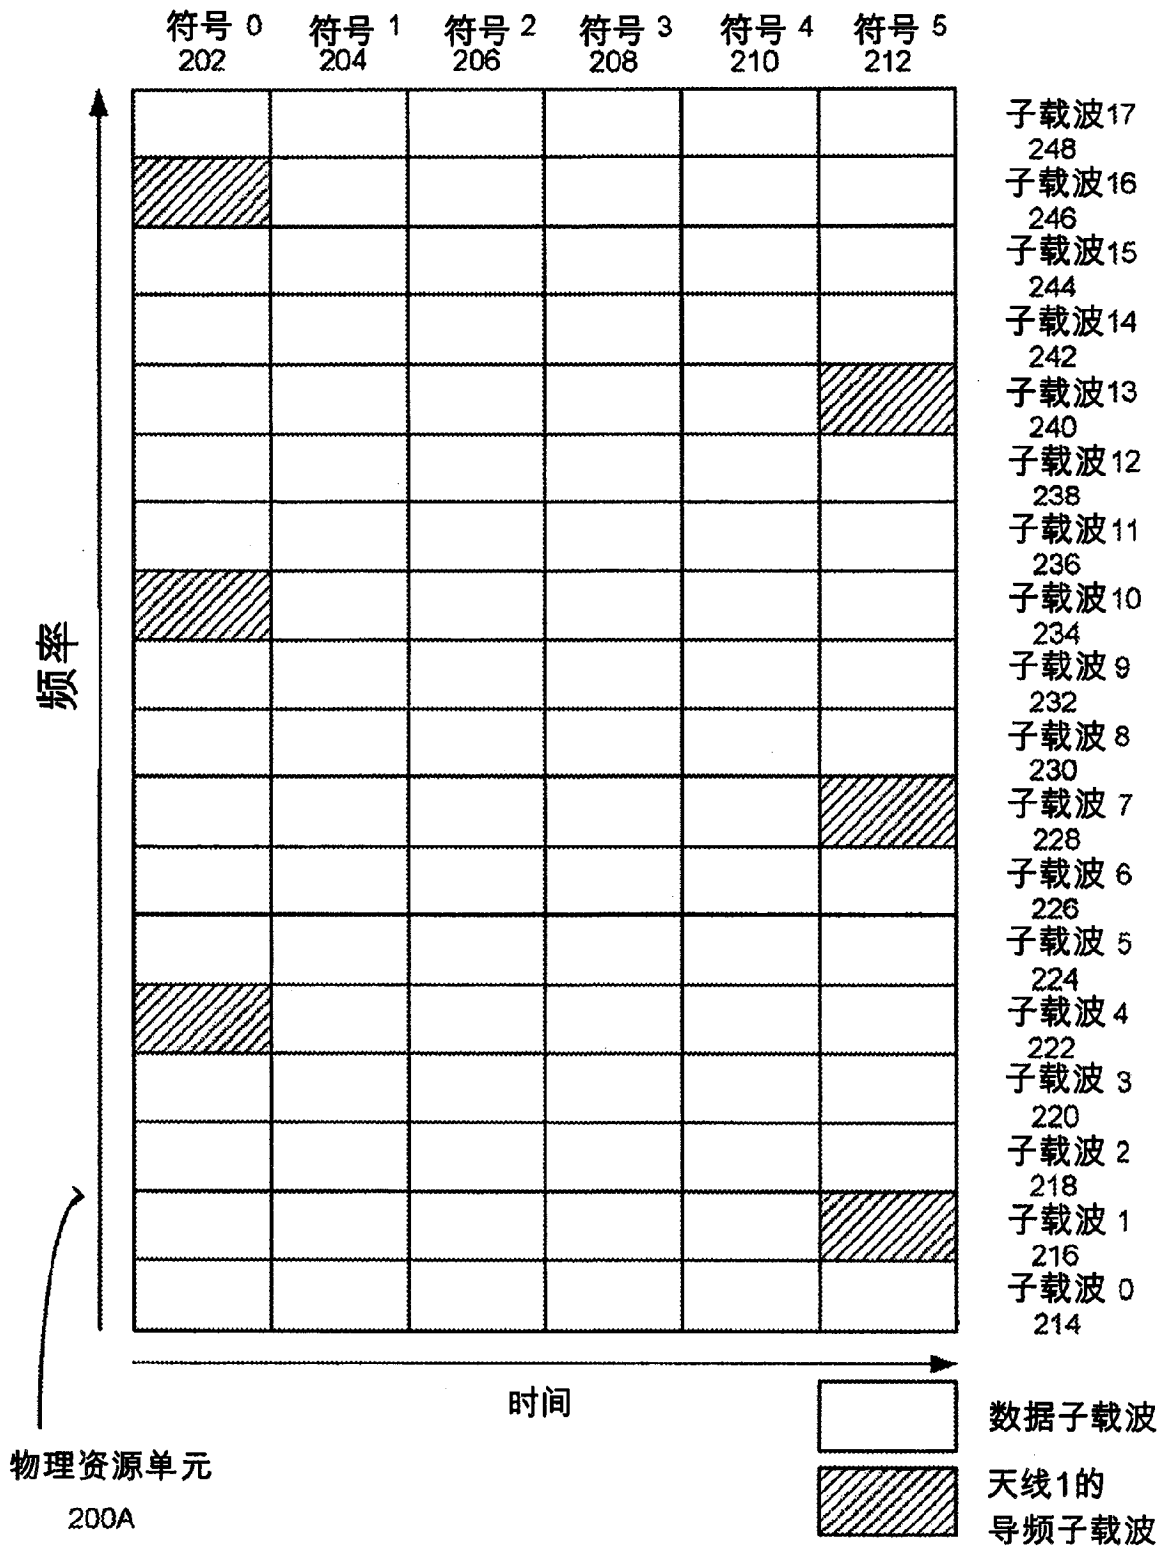 符号 0
202
符号 1
204
符号 2
206
符号 3
208
符号 4
210
符号 5
212
子载波17
248
子载波16
246
子载波15
244
子载波14
242
子载波13
240
子载波12
238
子载波11
236
子载波10
234
子载波 9
232
子载波 8
230
子载波 7
228
子载波 6
226
子载波 5
224
子载波 4
222
子载波 3
220
子载波 2
218
子载波 1
216
子载波 0
214
频率
时间
物理资源单元
200A
数据子载波
天线1的
导频子载波